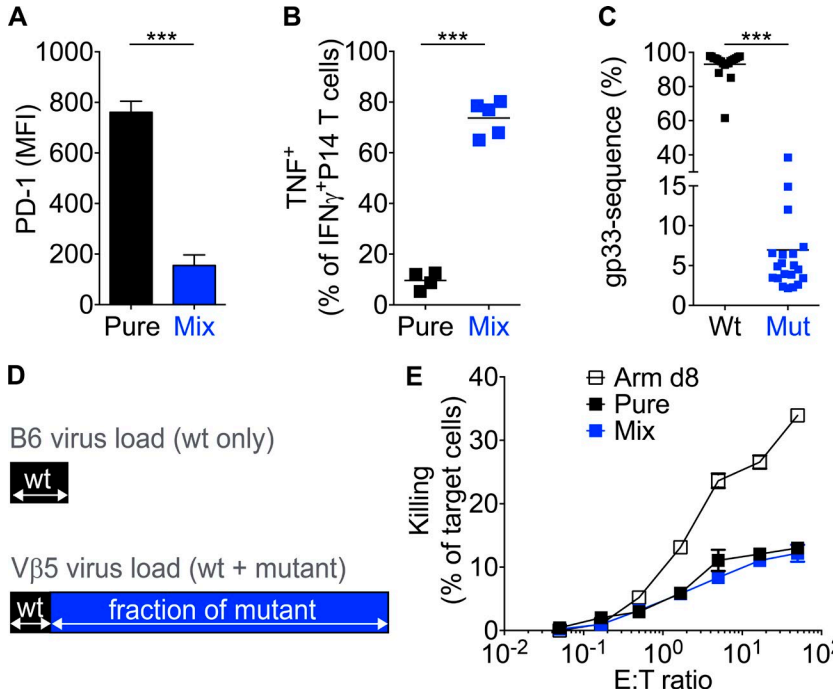 A
***
PD-1 (MFI)
1000
800
600
400
200
0
Pure Mix
B
***
TNF+
(% of IFNγ+P14 T cells)
100
80
60
40
20
0
Pure Mix
C
***
gp33-sequence (%)
100
80
60
40
15
10
5
0
Wt Mut
D
B6 virus load (wt only)
wt
Vβ5 virus load (wt + mutant)
wt fraction of mutant
E
Arm d8
Pure
Mix
Killing
(% of target cells)
40
30
20
10
0
10-2 10-1 100 101 102
E:T ratio